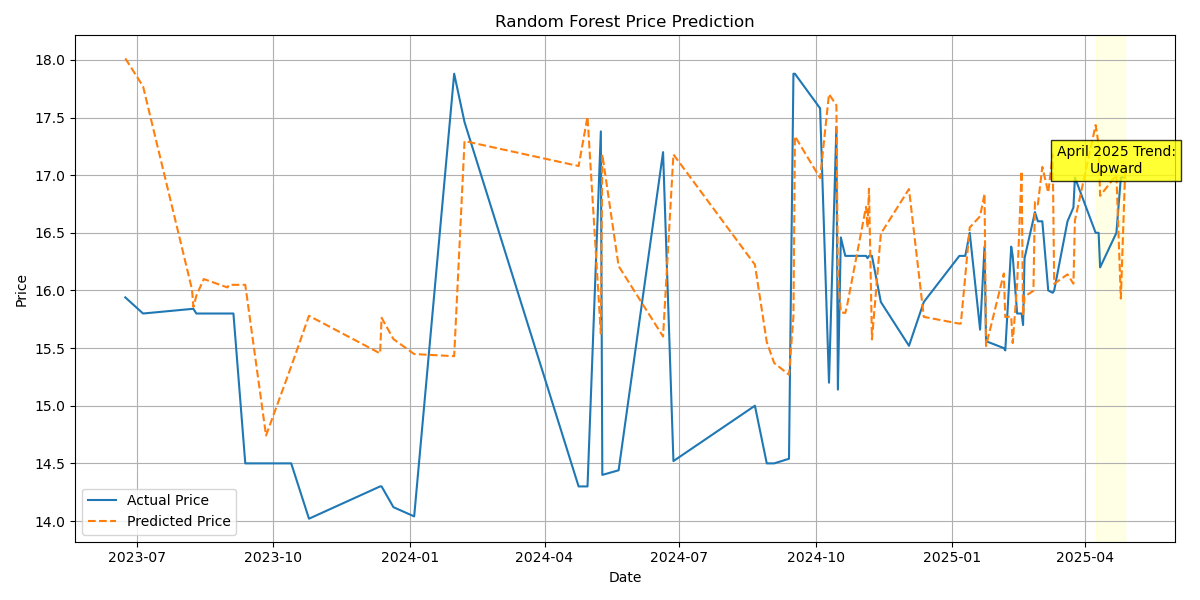 Random Forest Price Prediction
18.0
17.5
17.0
16.5
16.0
15.5
15.0
14.5
14.0
Price
April 2025 Trend:
Upward
Actual Price
Predicted Price
2023-07
2023-10
2024-01
2024-04
2024-07
2024-10
2025-01
2025-04
Date